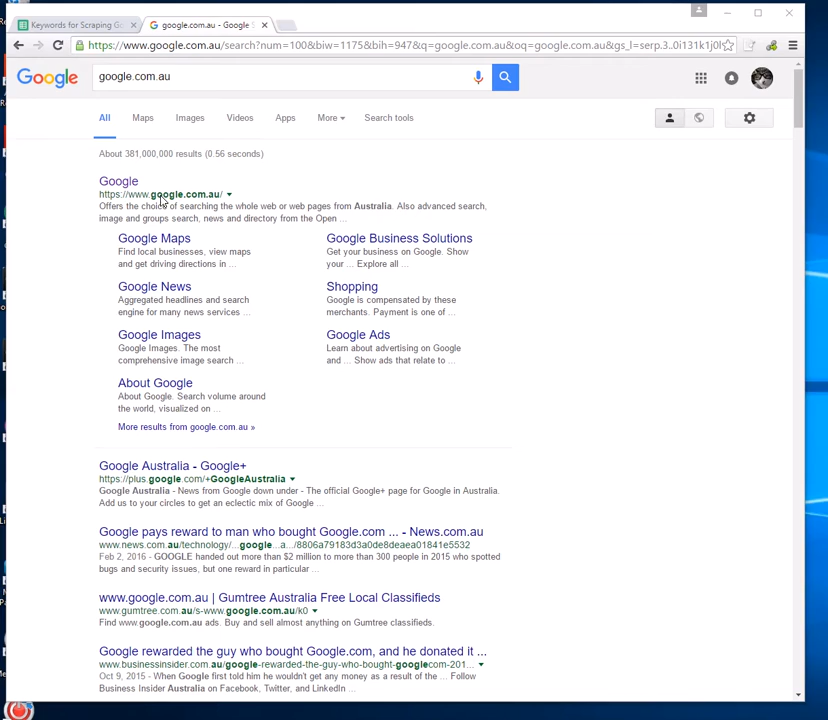 Keywords for Scraping Go
google.com.au - Google S
https://www.google.com.au/search?num=100&biw=1175&bih=947&q=google.com.au&oq=google.com.au&gs_l=serp.3..0i131k1j0l
Google
google.com.au
All Maps Images Videos Apps More Search tools
About 381,000,000 results (0.56 seconds)
Google
https://www.google.com.au/
Offers the choice of searching the whole web or web pages from Australia. Also advanced search,
image and groups search, news and directory from the Open ...
Google Maps
Find local businesses, view maps
and get driving directions in ...
Google Business Solutions
Get your business on Google. Show
your ... Explore all ...
Google News
Aggregated headlines and search
engine for many news services ...
Shopping
Google is compensated by these
merchants. Payment is one of ...
Google Images
Google Images. The most
comprehensive image search ...
Google Ads
Learn about advertising on Google
and ... Show ads that relate to ...
About Google
About Google. Search volume around
the world, visualized on ...
More results from google.com.au »
Google Australia - Google+
https://plus.google.com/+GoogleAustralia
Google Australia - News from Google down under - The official Google+ page for Google in Australia.
Add us to your circles to get an eclectic mix of Google ...
Google pays reward to man who bought Google.com ... - News.com.au
www.news.com.au/technology/...google...a.../8806a79183d3a0de8deaea01841e5532
Feb 2, 2016 - GOOGLE handed out more than $2 million to more than 300 people in 2015 who spotted
bugs and security issues, but one reward in particular ...
www.google.com.au | Gumtree Australia Free Local Classifieds
www.gumtree.com.au/s-www.google.com.au/k0
Find www.google.com.au ads. Buy and sell almost anything on Gumtree classifieds.
Google rewarded the guy who bought Google.com, and he donated it ...
www.businessinsider.com.au/google-rewarded-the-guy-who-bought-googlecom-201...
Oct 9, 2015 - When Google first told him he wouldn't get any money as a result of the ... Follow
Business Insider Australia on Facebook, Twitter, and LinkedIn ...